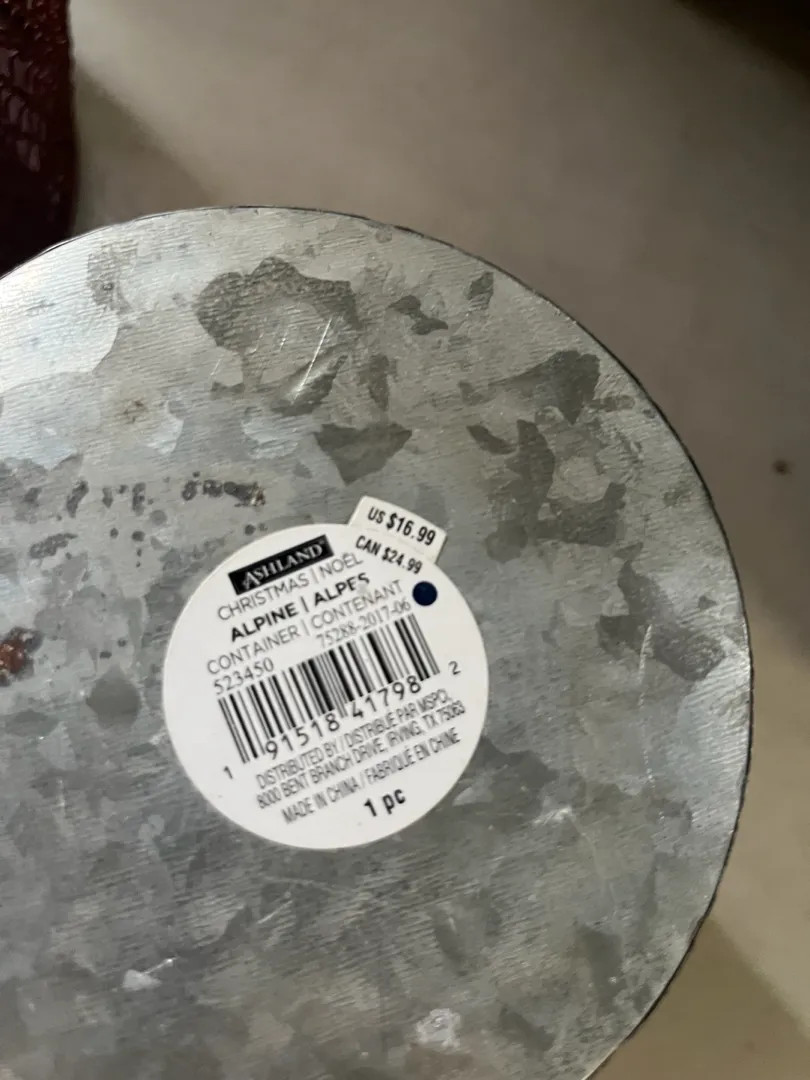 US $16.99
CAN $24.99
ASHLAND
CHRISTMAS | NOËL
ALPINE | ALPES
CONTAINER | CONTENANT
523450 75288-2017-06
1 91518 41798 2
DISTRIBUTED BY / DISTRIBUÉ PAR MSPCI,
8000 BENT BRANCH DRIVE, IRVING, TX 75063
MADE IN CHINA / FABRIQUÉ EN CHINE
1 pc